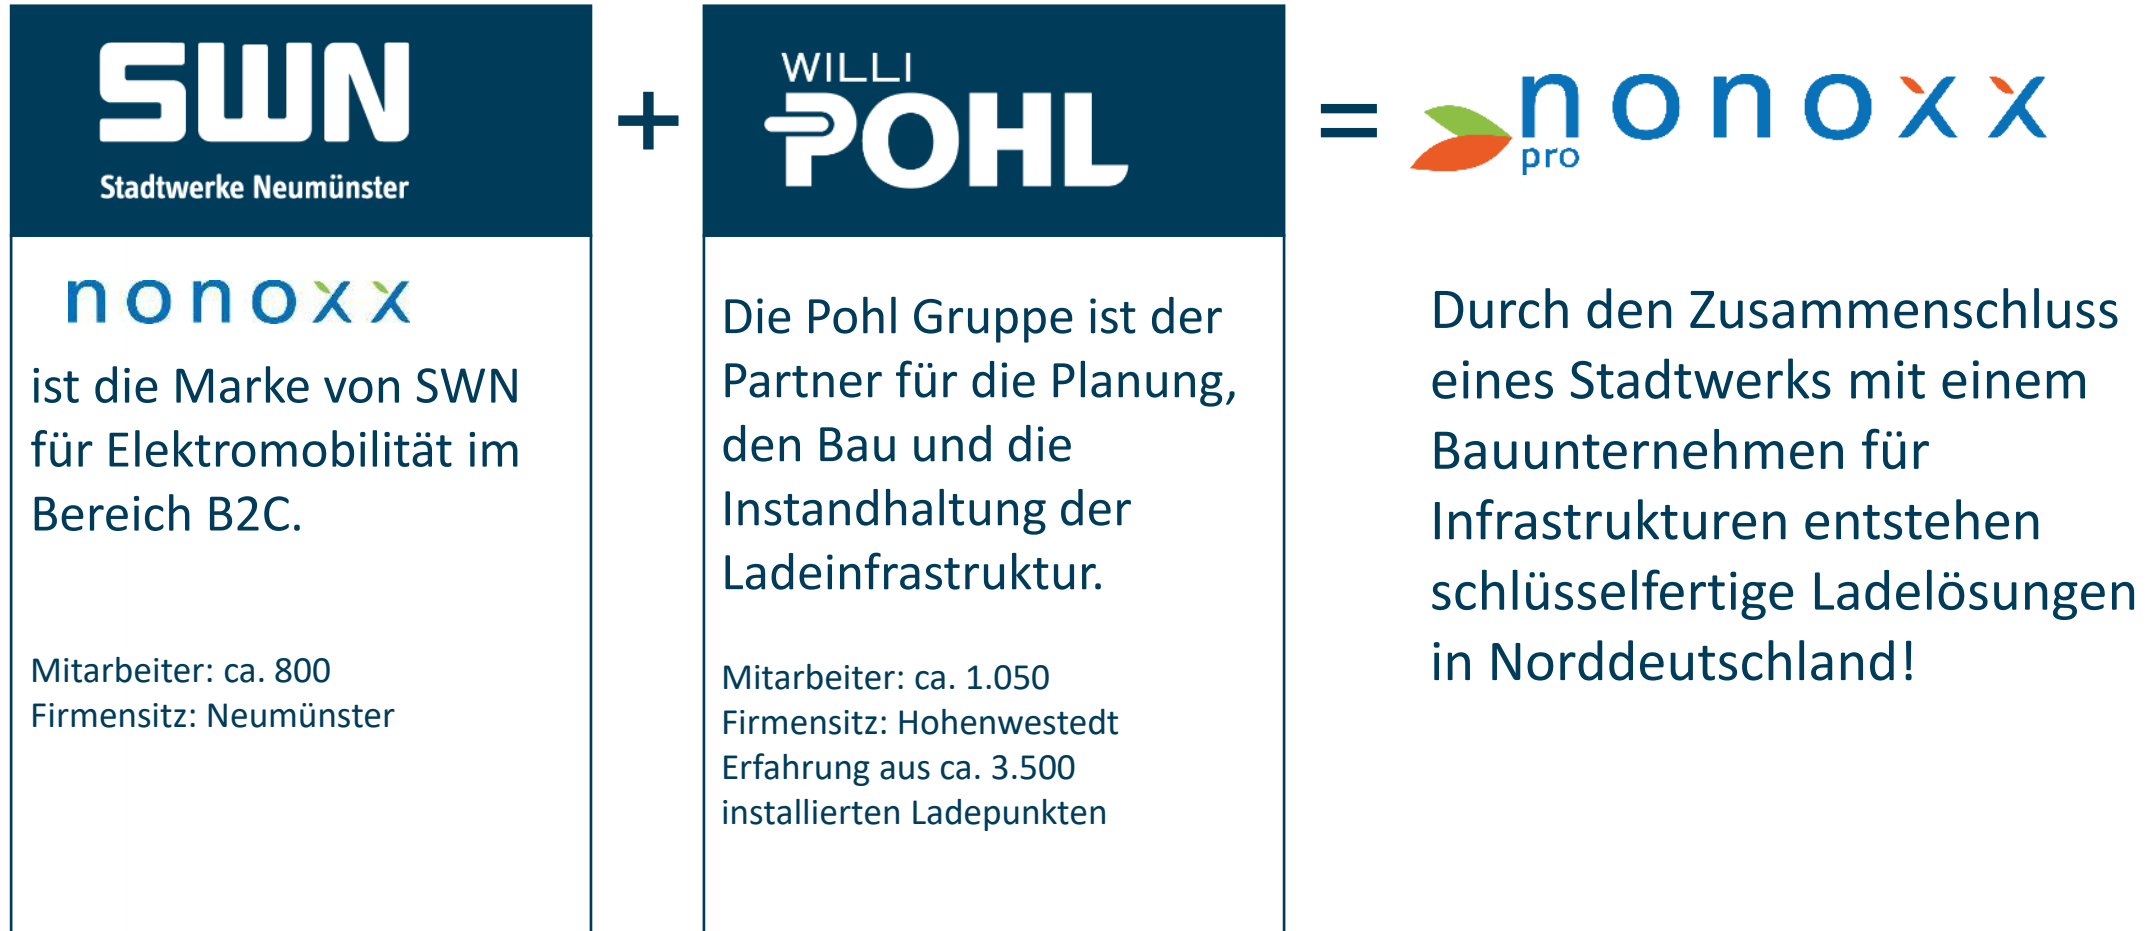 SWN
Stadtwerke Neumünster
nonoxx
ist die Marke von SWN
für Elektromobilität im
Bereich B2C.
Mitarbeiter: ca. 800
Firmensitz: Neumünster
+
WILLI
POHL
Die Pohl Gruppe ist der
Partner für die Planung,
den Bau und die
Instandhaltung der
Ladeinfrastruktur.
Mitarbeiter: ca. 1.050
Firmensitz: Hohenwestedt
Erfahrung aus ca. 3.500
installierten Ladepunkten
=
nonoxx
pro
Durch den Zusammenschluss
eines Stadtwerks mit einem
Bauunternehmen für
Infrastrukturen entstehen
schlüsselfertige Ladelösungen
in Norddeutschland!